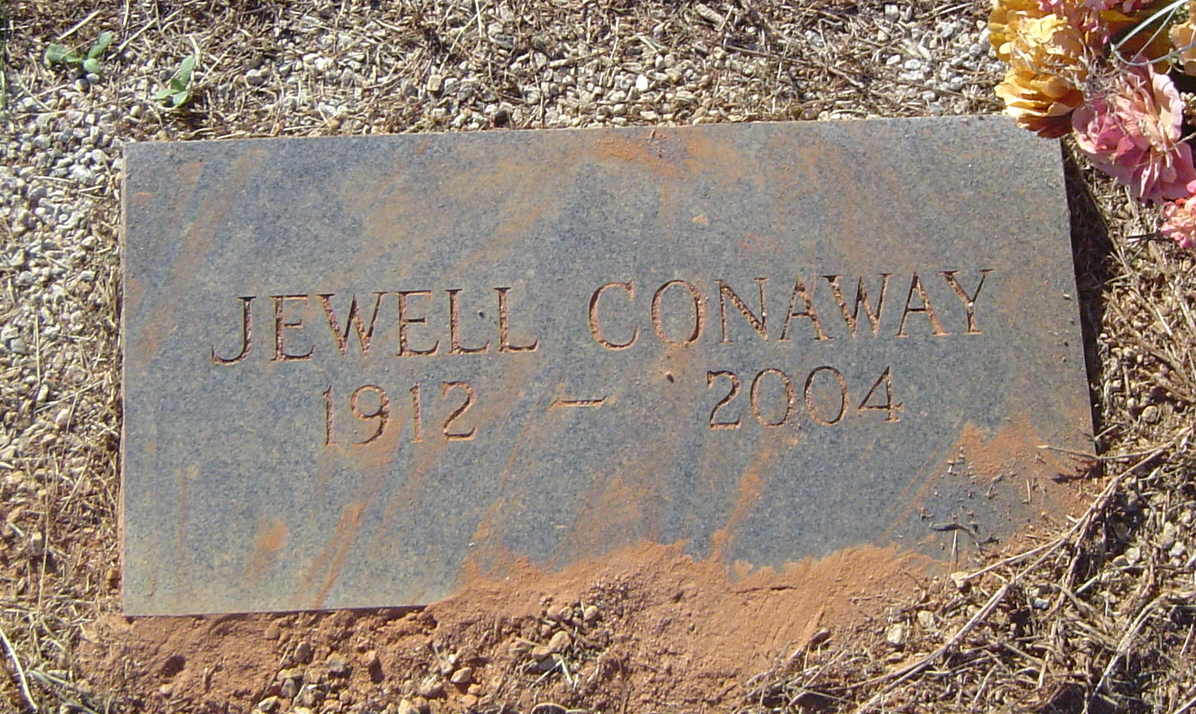 JEWELL CONAWAY
1912 – 2004